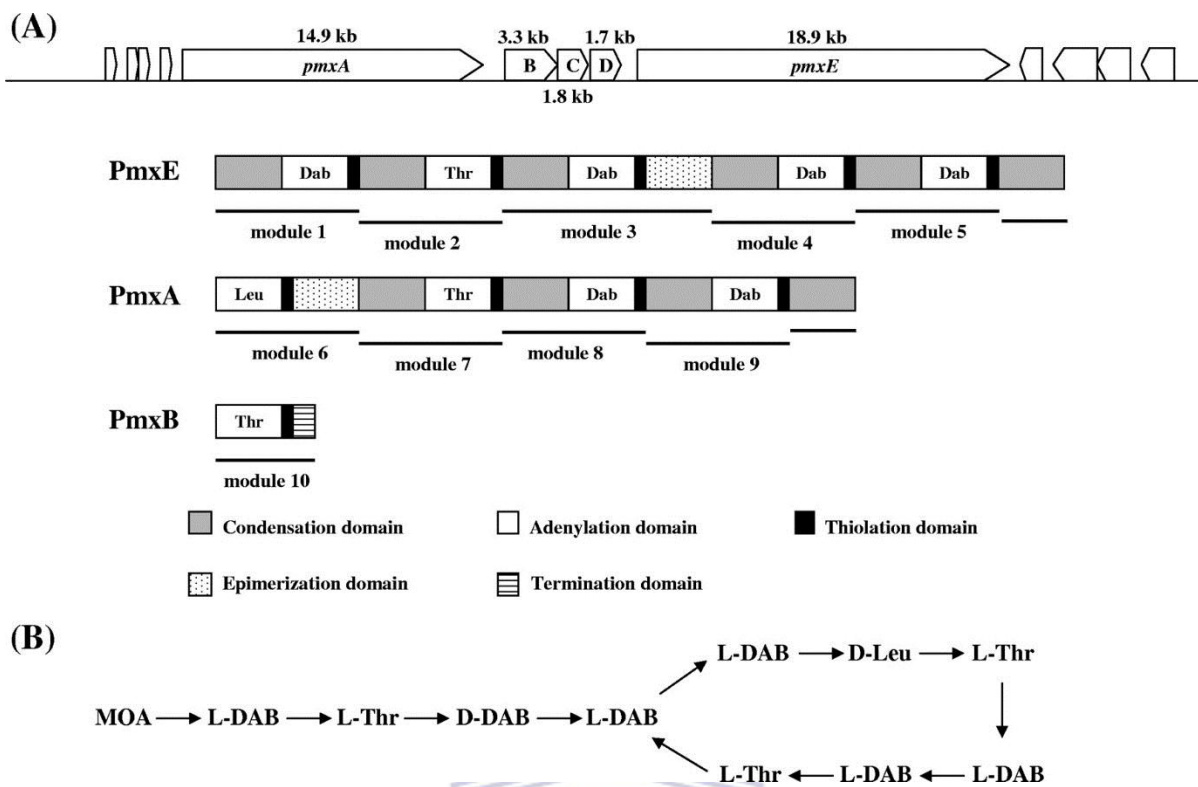 (A)
14.9 kb 3.3 kb 1.7 kb 18.9 kb
pmxA B C D pmxE
1.8 kb
PmxE Dab Thr Dab Dab Dab
module 1 module 2 module 3 module 4 module 5
PmxA Leu Thr Dab Dab
module 6 module 7 module 8 module 9
PmxB Thr
module 10
Condensation domain Adenylation domain Thiolation domain
Epimerization domain Termination domain
(B)
L-DAB D-Leu L-Thr
MOA L-DAB L-Thr D-DAB L-DAB
L-Thr L-DAB L-DAB